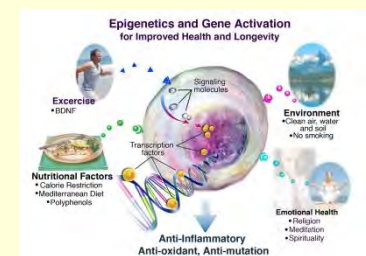 Epigenetics and Gene Activation
for Improved Health and Longevity
Signaling
molecules
Excercise
•BDNF
Environment
•Clean air, water
and soil
•No smoking
Transcription
factors
Nutritional Factors
• Calorie Restriction
•Mediterranean Diet
•Polyphenols
Emotional Health
• Religion
• Meditation
• Spirituality
Anti-Inflammatory
Anti-oxidant, Anti-mutation